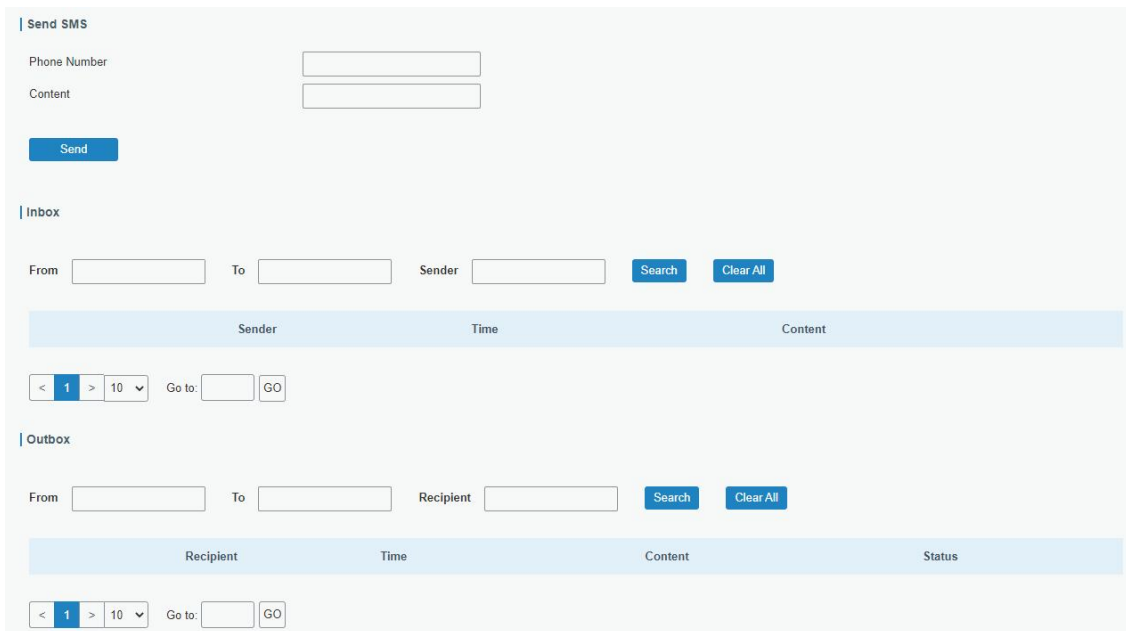 Send SMS
Phone Number
Content
Send
Inbox
From To Sender Search Clear All
Sender Time Content
< 1 > 10 Go to: GO
Outbox
From To Recipient Search Clear All
Recipient Time Content Status
< 1 > 10 Go to: GO